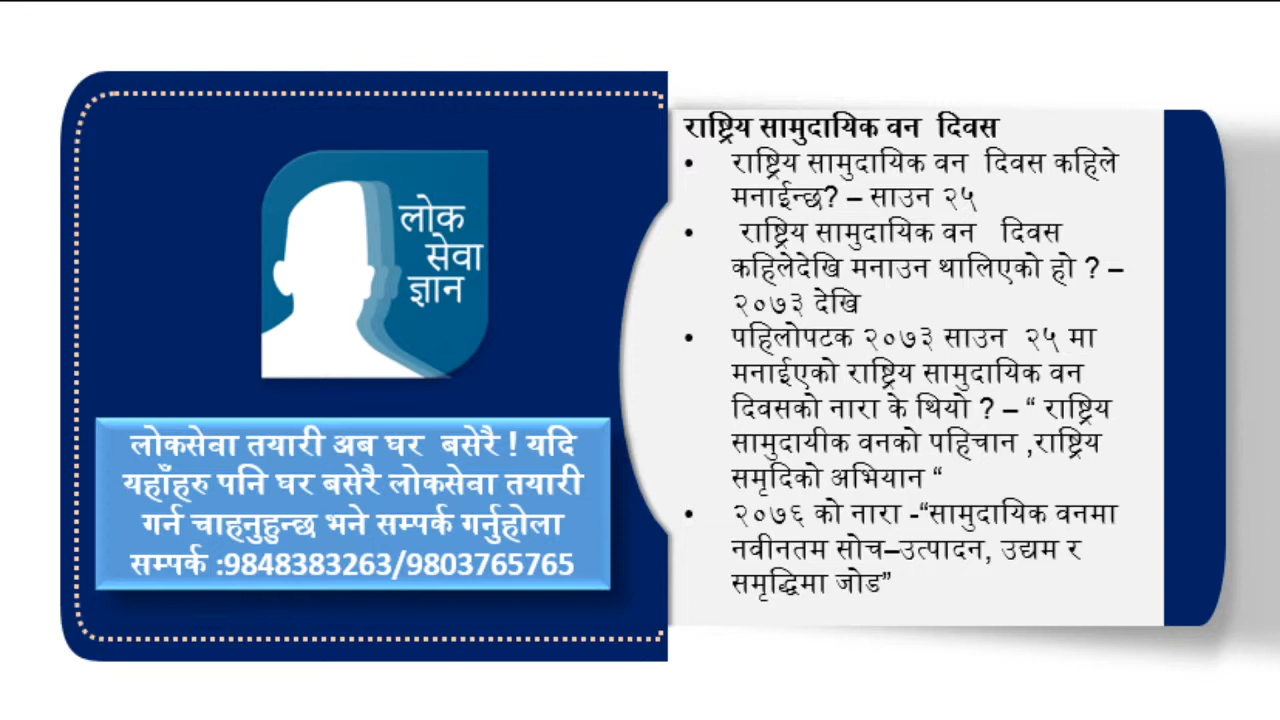 लोक
सेवा
ज्ञान
लोकसेवा तयारी अब घर बसेरै ! यदि
यहाँहरु पनि घर बसेरै लोकसेवा तयारी
गर्न चाहनुहुन्छ भने सम्पर्क गर्नुहोला
सम्पर्क :9848383263/9803765765
राष्ट्रिय सामुदायिक वन दिवस
• राष्ट्रिय सामुदायिक वन दिवस कहिले
मनाईन्छ? – साउन २५
• राष्ट्रिय सामुदायिक वन दिवस
कहिलेदेखि मनाउन थालिएको हो ? –
२०७३ देखि
• पहिलोपटक २०७३ साउन २५ मा
मनाईएको राष्ट्रिय सामुदायिक वन
दिवसको नारा के थियो ? – “ राष्ट्रिय
सामुदायीक वनको पहिचान ,राष्ट्रिय
समृदिको अभियान “
• २०७६ को नारा -“सामुदायिक वनमा
नवीनतम सोच–उत्पादन, उद्यम र
समृद्धिमा जोड”